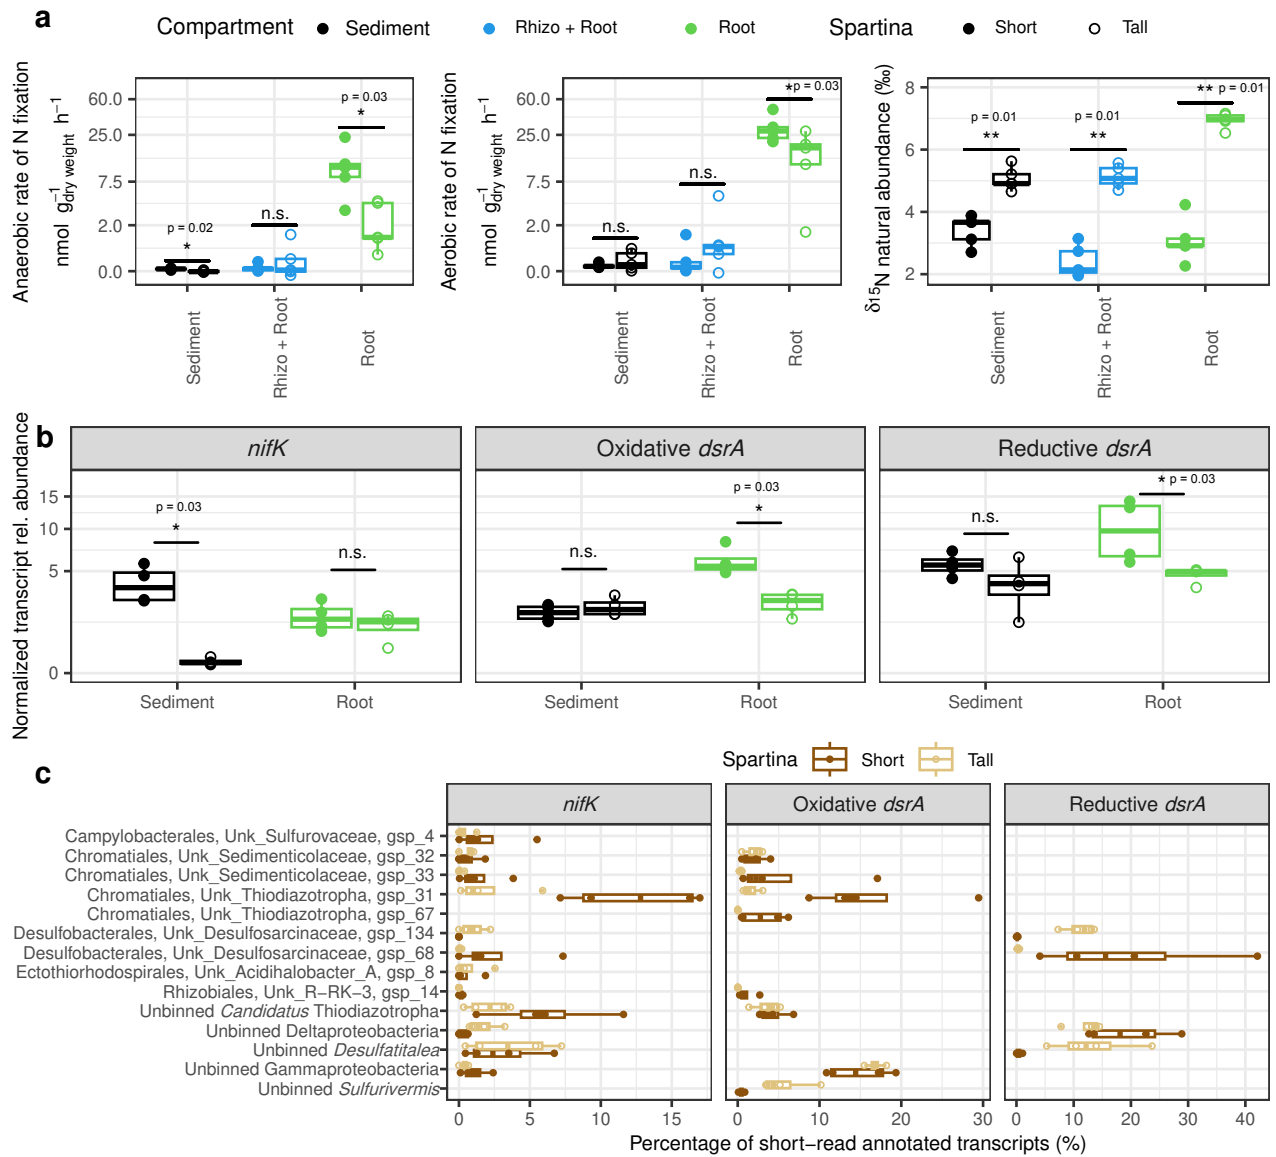 a
Compartment Sediment Rhizo + Root Root Spartina Short Tall
Anaerobic rate of N fixation
nmol g⁻¹ dry weight h⁻¹
60.0
25.0
7.5
2.0
0.0
p = 0.02
*
n.s.
p = 0.03
*
Sediment
Rhizo + Root
Root
Aerobic rate of N fixation
nmol g⁻¹ dry weight h⁻¹
60.0
25.0
7.5
2.0
0.0
n.s.
n.s.
* p = 0.03
Sediment
Rhizo + Root
Root
δ¹⁵N natural abundance (‰)
8
6
4
2
p = 0.01
**
p = 0.01
**
** p = 0.01
Sediment
Rhizo + Root
Root
b
Normalized transcript rel. abundance
nifK Oxidative dsrA Reductive dsrA
15
10
5
0
p = 0.03
*
n.s.
n.s.
p = 0.03
*
n.s.
* p = 0.03
Sediment Root Sediment Root Sediment Root
c
Spartina Short Tall
nifK Oxidative dsrA Reductive dsrA
Campylobacterales, Unk_Sulfurovaceae, gsp_4
Chromatiales, Unk_Sedimenticolaceae, gsp_32
Chromatiales, Unk_Sedimenticolaceae, gsp_33
Chromatiales, Unk_Thiodiazotropha, gsp_31
Chromatiales, Unk_Thiodiazotropha, gsp_67
Desulfobacterales, Unk_Desulfosarcinaceae, gsp_134
Desulfobacterales, Unk_Desulfosarcinaceae, gsp_68
Ectothiorhodospirales, Unk_Acidihalobacter_A, gsp_8
Rhizobiales, Unk_R−RK−3, gsp_14
Unbinned Candidatus Thiodiazotropha
Unbinned Deltaproteobacteria
Unbinned Desulfatitalea
Unbinned Gammaproteobacteria
Unbinned Sulfurivermis
0 5 10 15 0 10 20 30 0 10 20 30 40
Percentage of short−read annotated transcripts (%)